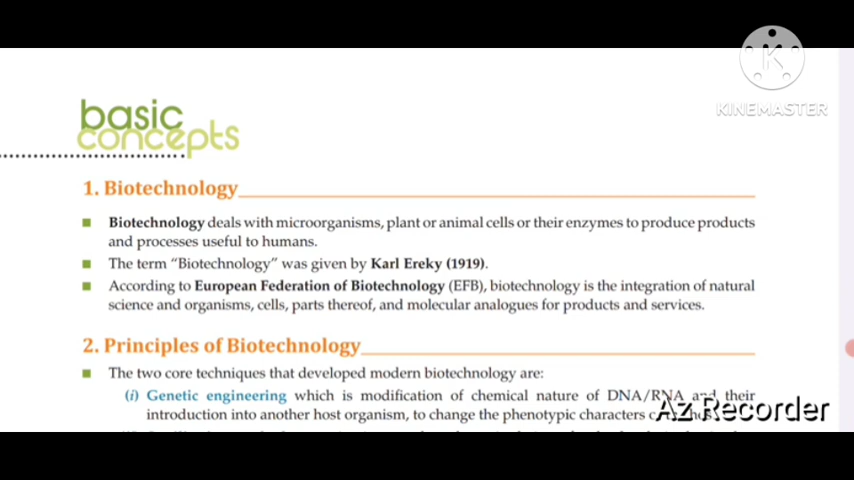 KINEMASTER
basic
concepts
1. Biotechnology
Biotechnology deals with microorganisms, plant or animal cells or their enzymes to produce products
and processes useful to humans.
The term “Biotechnology” was given by Karl Ereky (1919).
According to European Federation of Biotechnology (EFB), biotechnology is the integration of natural
science and organisms, cells, parts thereof, and molecular analogues for products and services.
2. Principles of Biotechnology
The two core techniques that developed modern biotechnology are:
(i) Genetic engineering which is modification of chemical nature of DNA/RNA and their
introduction into another host organism, to change the phenotypic characters
Az Recorder